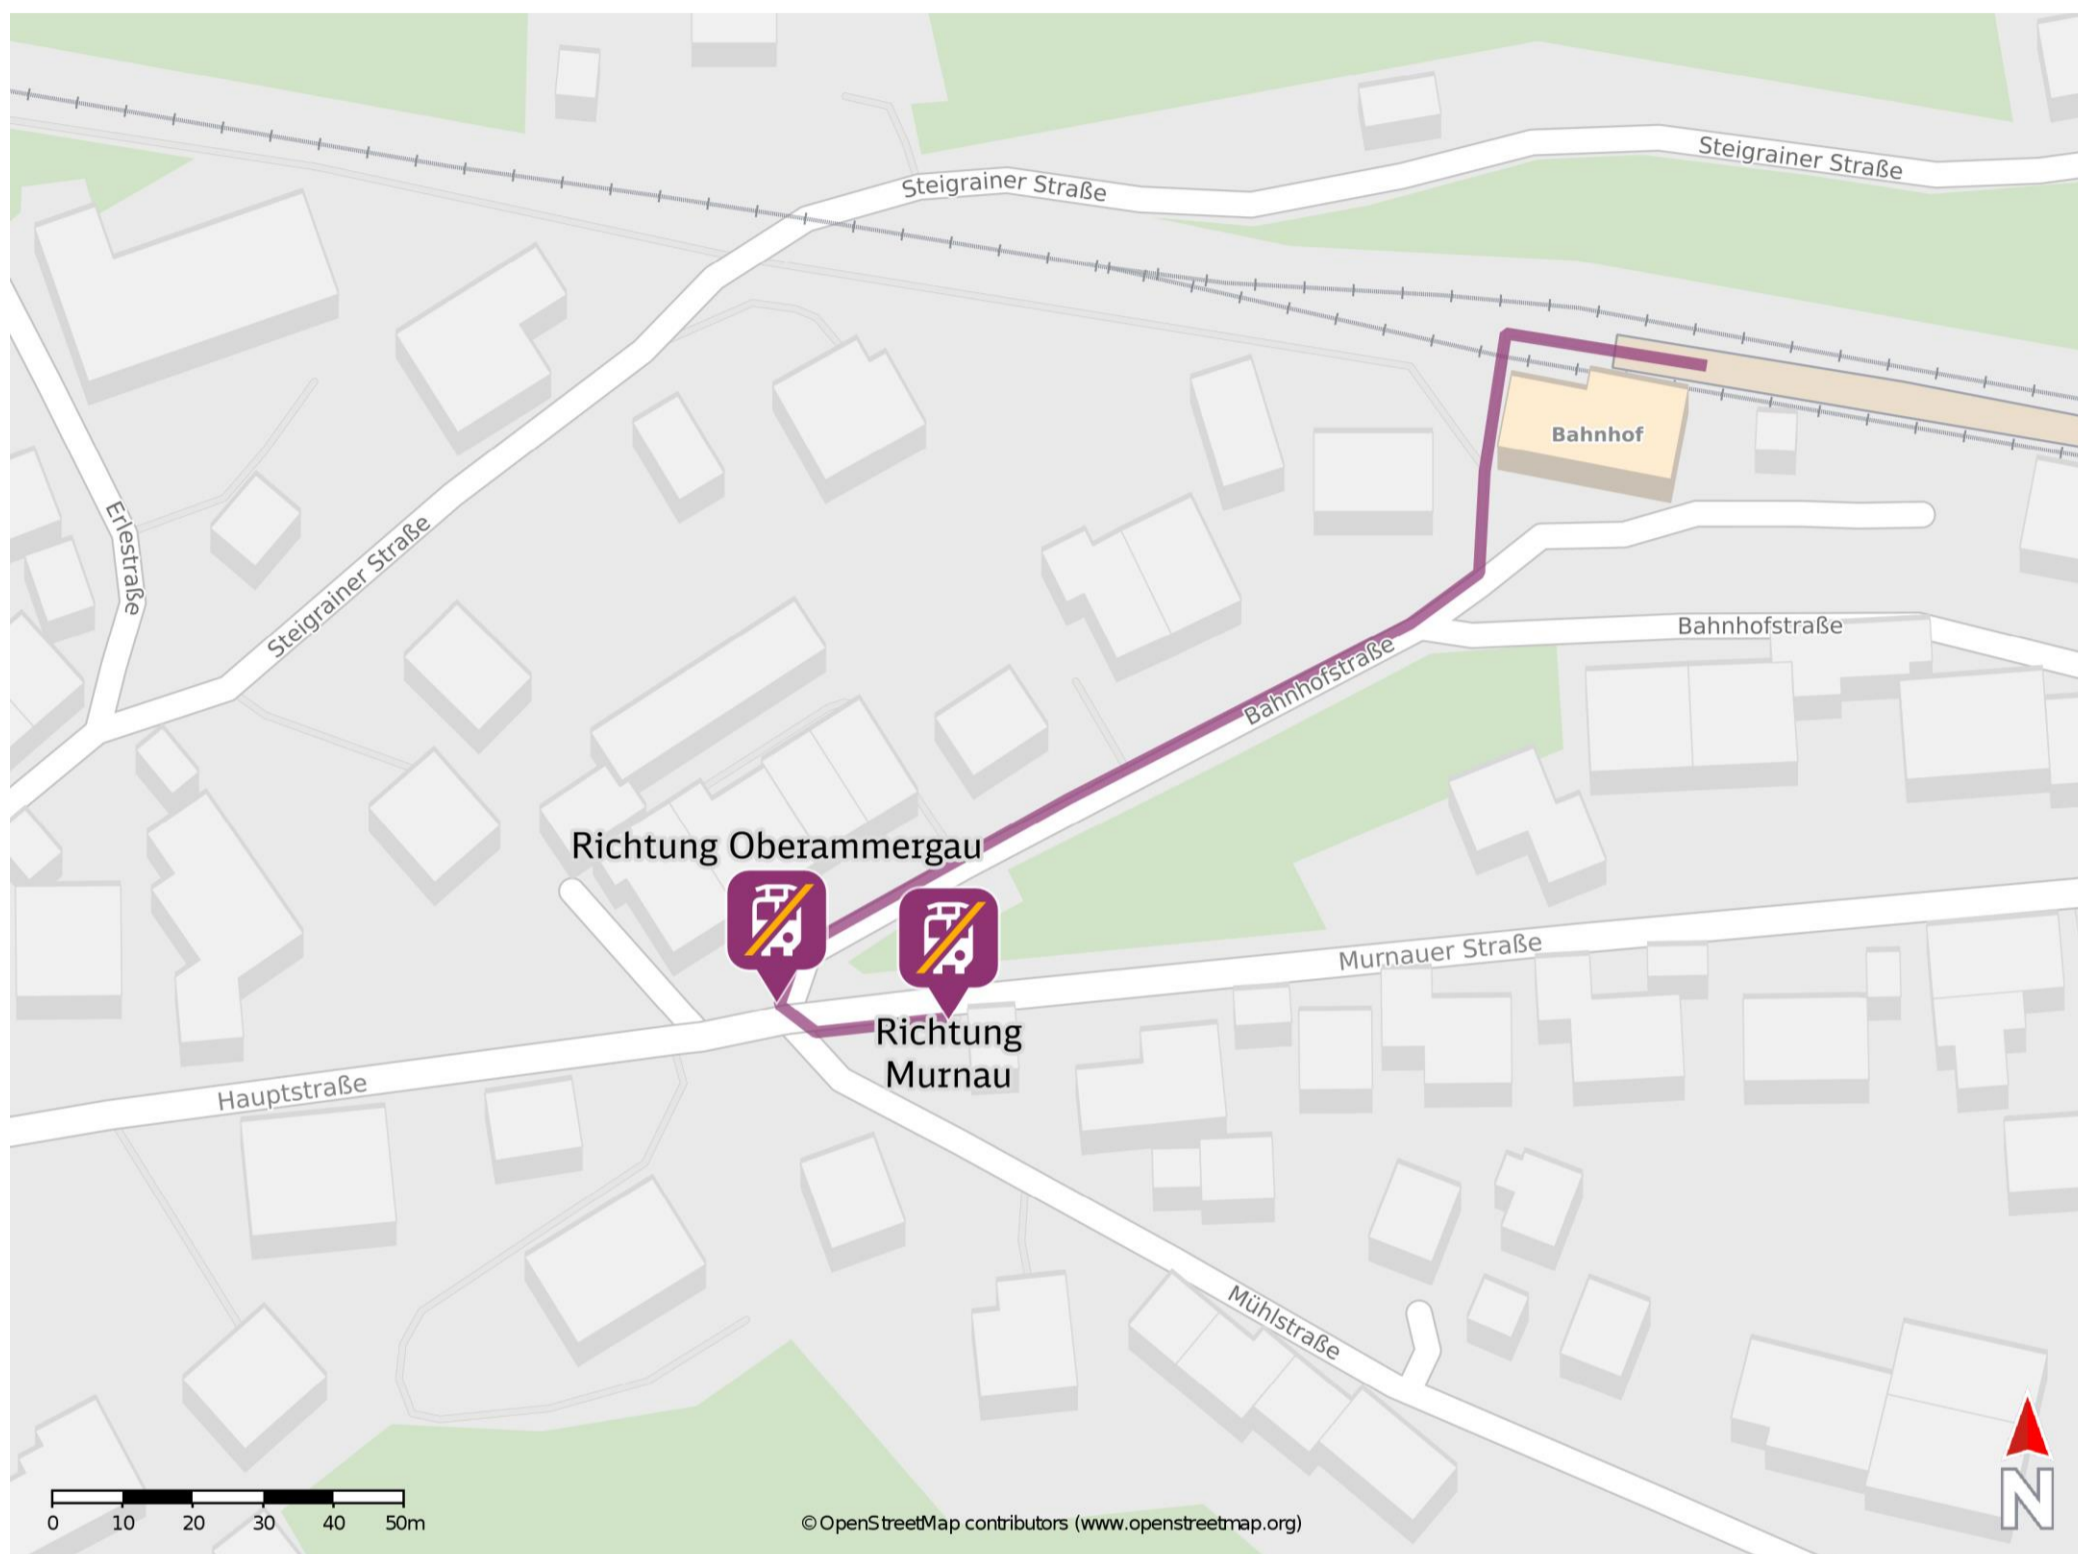 Steigrainer Straße
Steigrainer Straße
Bahnhof
Erlestraße
Steigrainer Straße
Bahnhofstraße
Bahnhofstraße
Richtung Oberammergau
Murnauer Straße
Richtung
Murnau
Hauptstraße
Mühlstraße
N
0 10 20 30 40 50m
© OpenStreetMap contributors (www.openstreetmap.org)